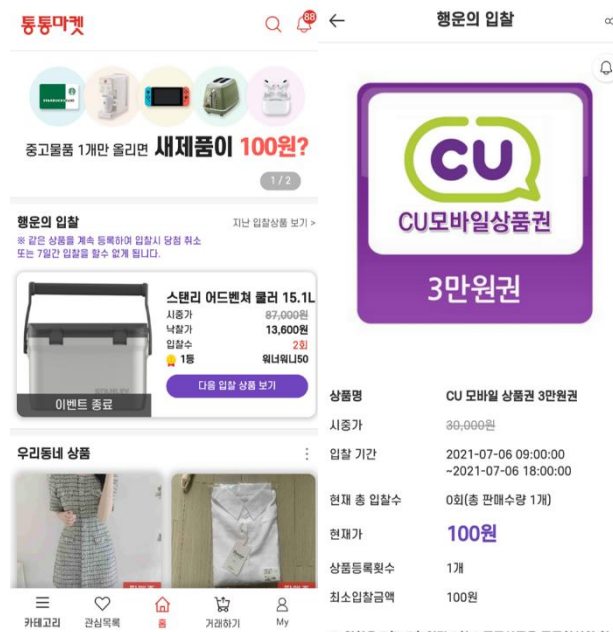 통통마켓
88
중고물품 1개만 올리면 새제품이 100원?
1 / 2
행운의 입찰
지난 입찰상품 보기 >
※ 같은 상품을 계속 등록하여 입찰시 당첨 취소
또는 7일간 입찰을 할수 없게 됩니다.
스탠리 어드벤쳐 쿨러 15.1L
시중가 87,000원
낙찰가 13,600원
입찰수 2회
1등 워너워니50
다음 입찰 상품 보기
이벤트 종료
우리동네 상품
카테고리
관심목록
홈
거래하기
My
행운의 입찰
CU
CU모바일상품권
3만원권
상품명 CU 모바일 상품권 3만원권
시중가 30,000원
입찰 기간 2021-07-06 09:00:00
~2021-07-06 18:00:00
현재 총 입찰수 0회(총 판매수량 1개)
현재가 100원
상품등록횟수 1개
최소입찰금액 100원